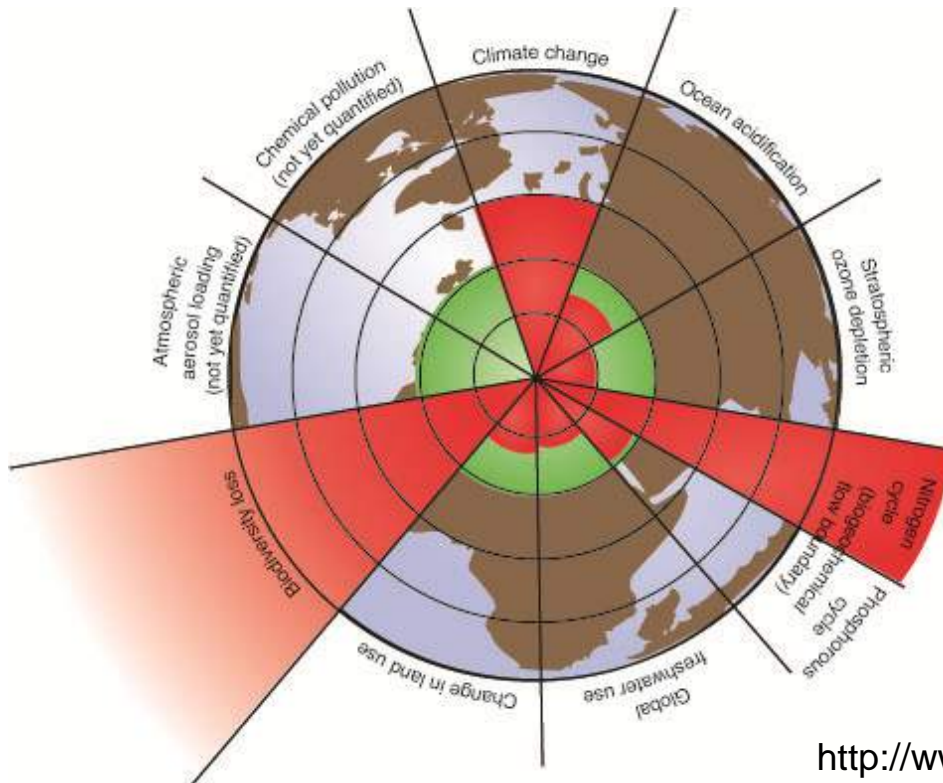 Climate change
Ocean acidification
Stratospheric
ozone depletion
Nitrogen
cycle
(biogeochemical
flow boundary)
Phosphorous
cycle
Global
freshwater use
Change in land use
Biodiversity loss
Atmospheric
aerosol loading
(not yet quantified)
Chemical pollution
(not yet quantified)
http://w